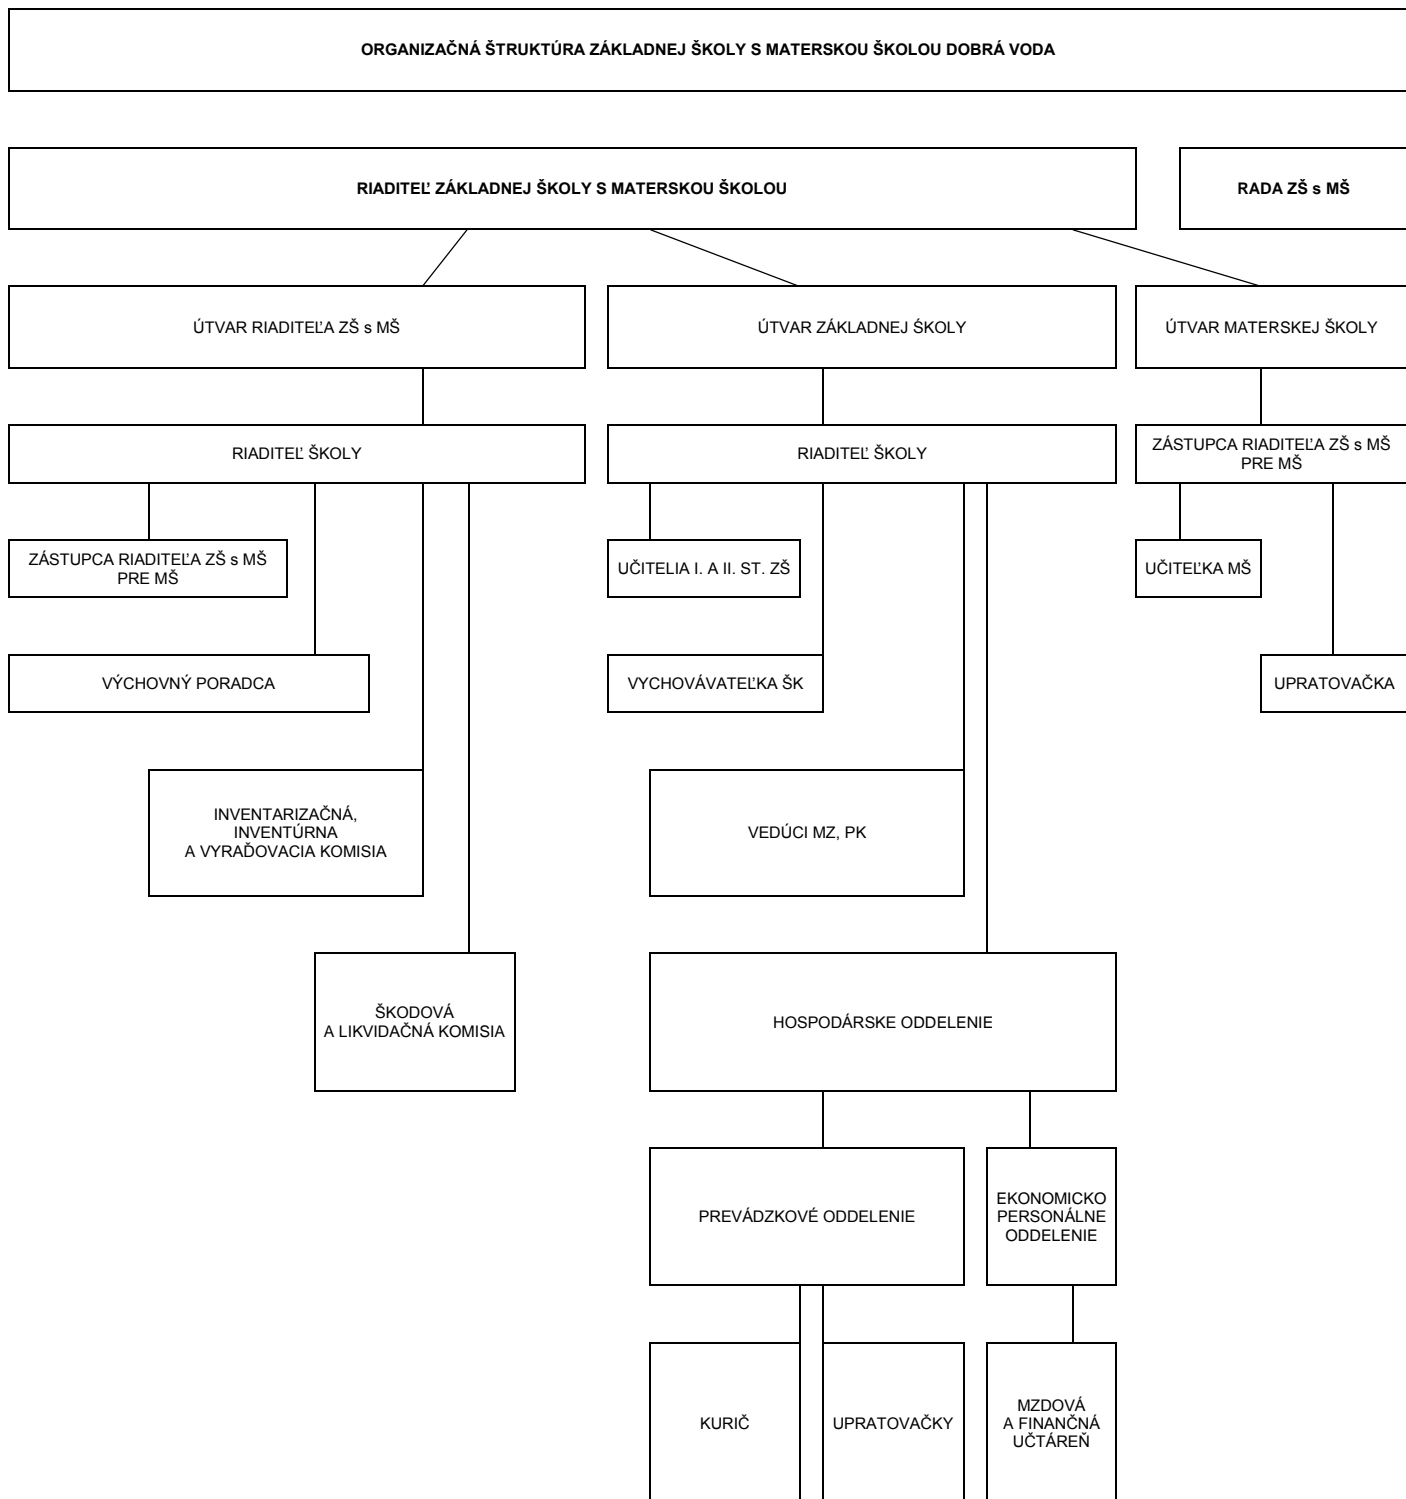 ORGANIZAČNÁ ŠTRUKTÚRA ZÁKLADNEJ ŠKOLY S MATERSKOU ŠKOLOU DOBRÁ VODA
RIADITEĽ ZÁKLADNEJ ŠKOLY S MATERSKOU ŠKOLOU
RADA ZŠ s MŠ
ÚTVAR RIADITEĽA ZŠ s MŠ
ÚTVAR ZÁKLADNEJ ŚKOLY
ÚTVAR MATERSKEJ ŠKOLY
RIADITEĽ ŠKOLY
RIADITEĽ ŠKOLY
ZÁSTUPCA RIADITEĽA ZŠ s MŠ
PRE MŠ
ZÁSTUPCA RIADITEĽA ZŠ s MŠ
PRE MŠ
UČITELIA I. A II. ST. ZŠ
UČITEĽKA MŠ
VÝCHOVNÝ PORADCA
VYCHOVÁVATEĽKA ŠK
UPRATOVAČKA
INVENTARIZAČNÁ,
INVENTÚRNA
A VYRAĎOVACIA KOMISIA
VEDÚCI MZ, PK
ŠKODOVÁ
A LIKVIDAČNÁ KOMISIA
HOSPODÁRSKE ODDELENIE
PREVÁDZKOVÉ ODDELENIE
EKONOMICKO
PERSONÁLNE
ODDELENIE
KURIČ
UPRATOVAČKY
MZDOVÁ
A FINANČNÁ
UČTÁREŇ